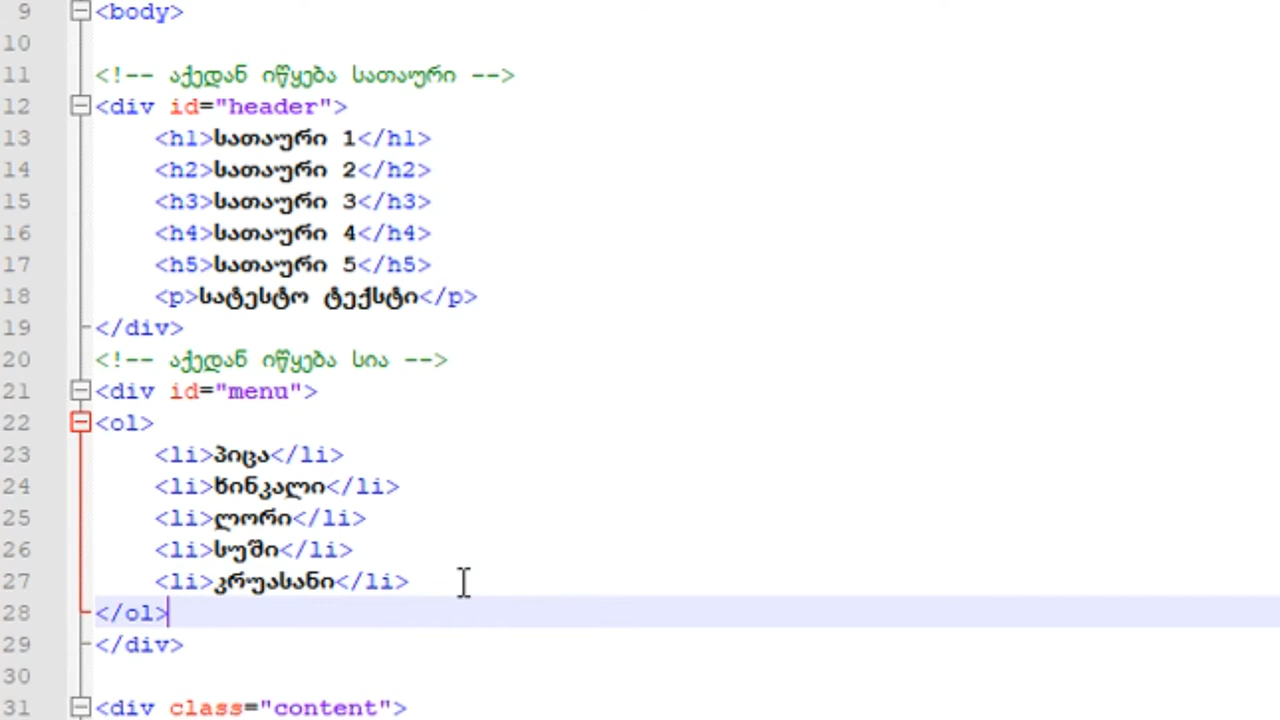 9 <body>
10
11 <!-- აქედან იწყება სათაური -->
12 <div id="header">
13 <h1>სათაური 1</h1>
14 <h2>სათაური 2</h2>
15 <h3>სათაური 3</h3>
16 <h4>სათაური 4</h4>
17 <h5>სათაური 5</h5>
18 <p>სატესტო ტექსტი</p>
19 </div>
20 <!-- აქედან იწყება სია -->
21 <div id="menu">
22 <ol>
23 <li>პიცა</li>
24 <li>ხინკალი</li>
25 <li>ლორი</li>
26 <li>სუში</li>
27 <li>კრუასანი</li>
28 </ol>
29 </div>
30
31 <div class="content">